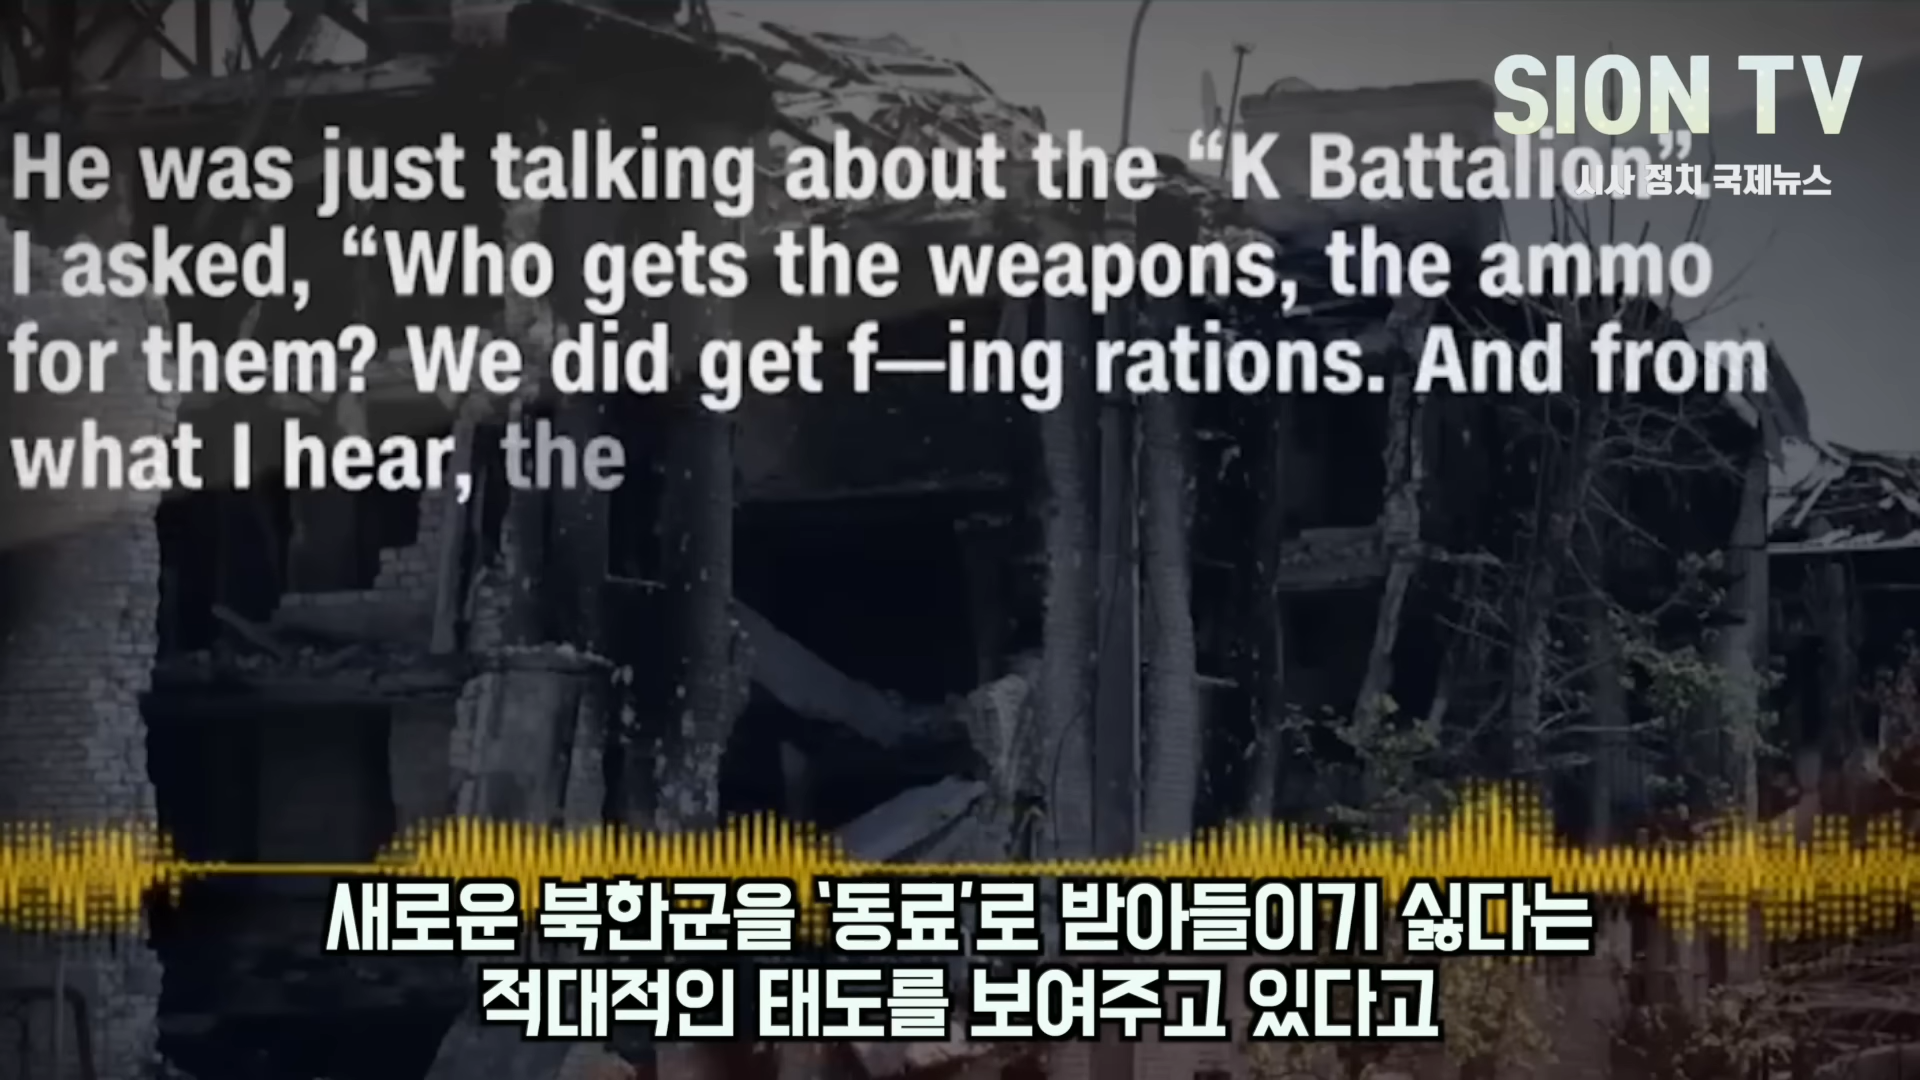 SION TV
시사 정치 국제뉴스
He was just talking about the “K Battalion”.
I asked, “Who gets the weapons, the ammo
for them? We did get f—ing rations. And from
what I hear, the
새로운 북한군을 '동료'로 받아들이기 싫다는
적대적인 태도를 보여주고 있다고